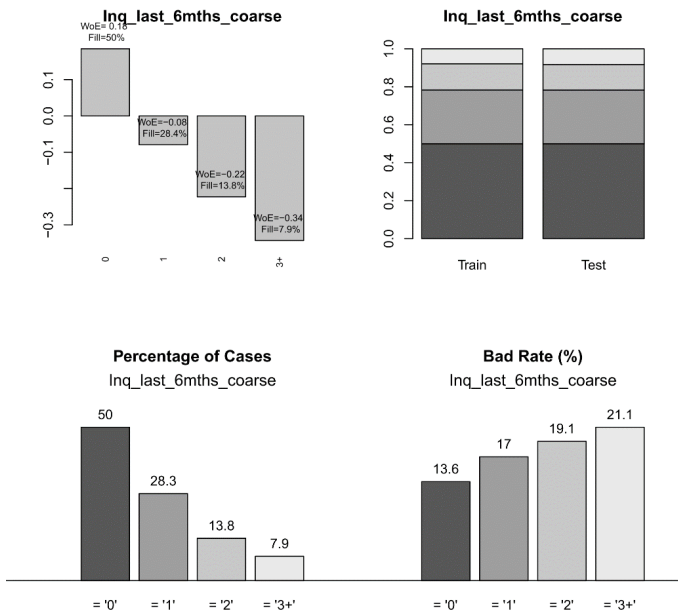 Inq_last_6mths_coarse
WoE= 0.18
Fill=50%
0.1
0.0
−0.1
−0.3
WoE=−0.08
Fill=28.4%
WoE=−0.22
Fill=13.8%
WoE=−0.34
Fill=7.9%
0
1
2
3+
Inq_last_6mths_coarse
1.0
0.8
0.6
0.4
0.2
0.0
Train
Test
Percentage of Cases
Inq_last_6mths_coarse
50
28.3
13.8
7.9
= '0'
= '1'
= '2'
= '3+'
Bad Rate (%)
Inq_last_6mths_coarse
13.6
17
19.1
21.1
= '0'
= '1'
= '2'
= '3+'